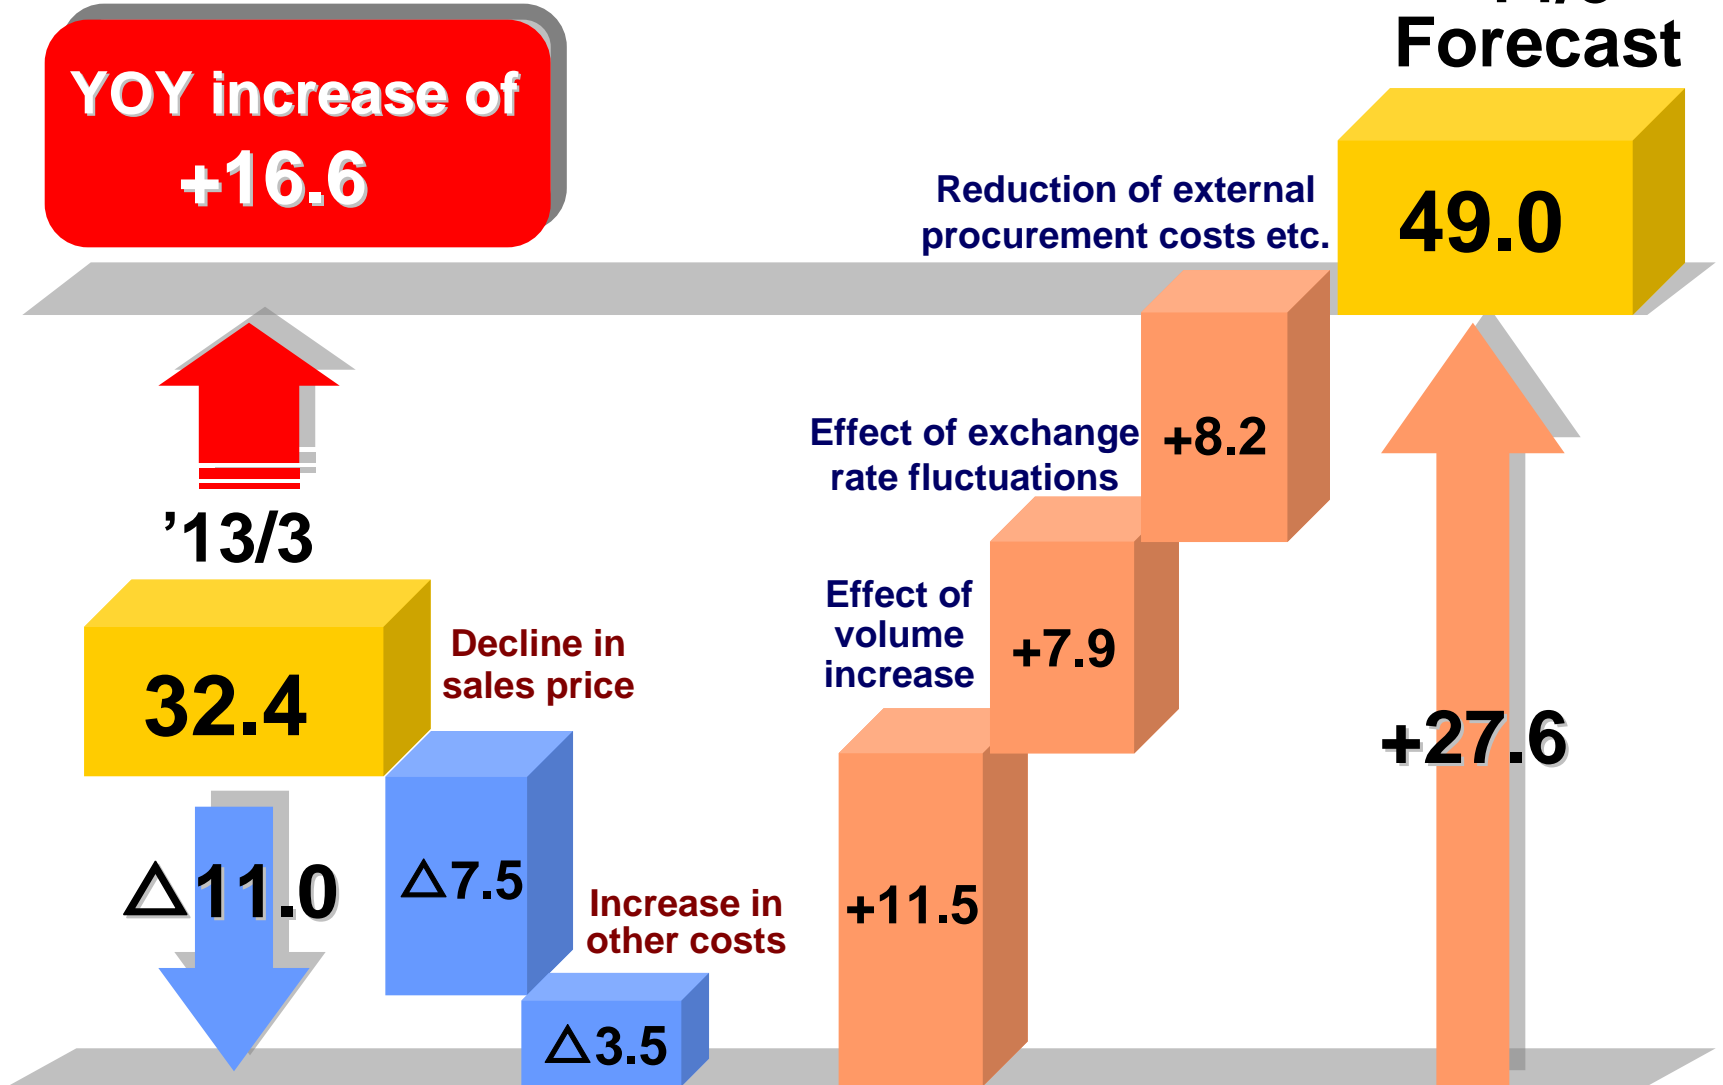 Forecast
YOY increase of
+16.6
49.0
Reduction of external
procurement costs etc.
+8.2
Effect of exchange
rate fluctuations
+7.9
Effect of
volume
increase
+11.5
+27.6
’13/3
32.4
Decline in
sales price
△11.0
△7.5
Increase in
other costs
△3.5